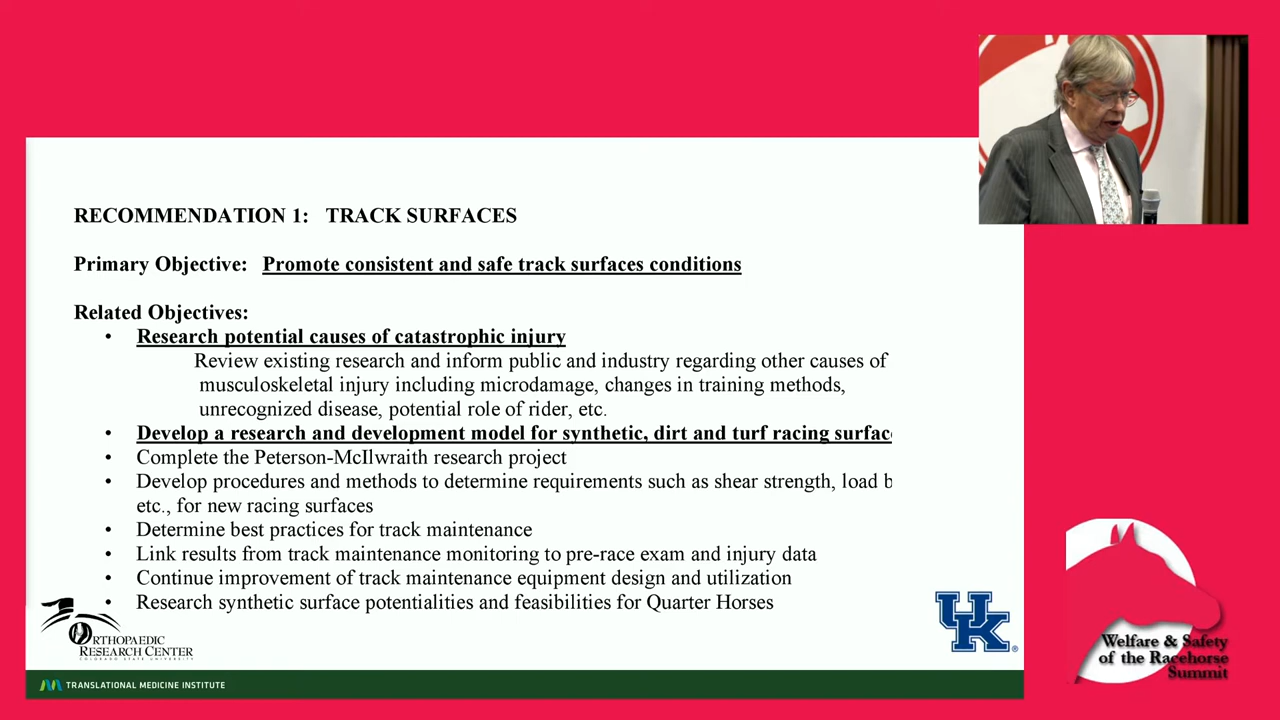 RECOMMENDATION 1: TRACK SURFACES
Primary Objective: Promote consistent and safe track surfaces conditions
Related Objectives:
• Research potential causes of catastrophic injury
Review existing research and inform public and industry regarding other causes of
musculoskeletal injury including microdamage, changes in training methods,
unrecognized disease, potential role of rider, etc.
• Develop a research and development model for synthetic, dirt and turf racing surfac
• Complete the Peterson-McIlwraith research project
• Develop procedures and methods to determine requirements such as shear strength, load b
etc., for new racing surfaces
• Determine best practices for track maintenance
• Link results from track maintenance monitoring to pre-race exam and injury data
• Continue improvement of track maintenance equipment design and utilization
• Research synthetic surface potentialities and feasibilities for Quarter Horses
ORTHOPAEDIC
RESEARCH CENTER
COLORADO STATE UNIVERSITY
UK
®
TRANSLATIONAL MEDICINE INSTITUTE
Welfare & Safety
of the Racehorse
Summit